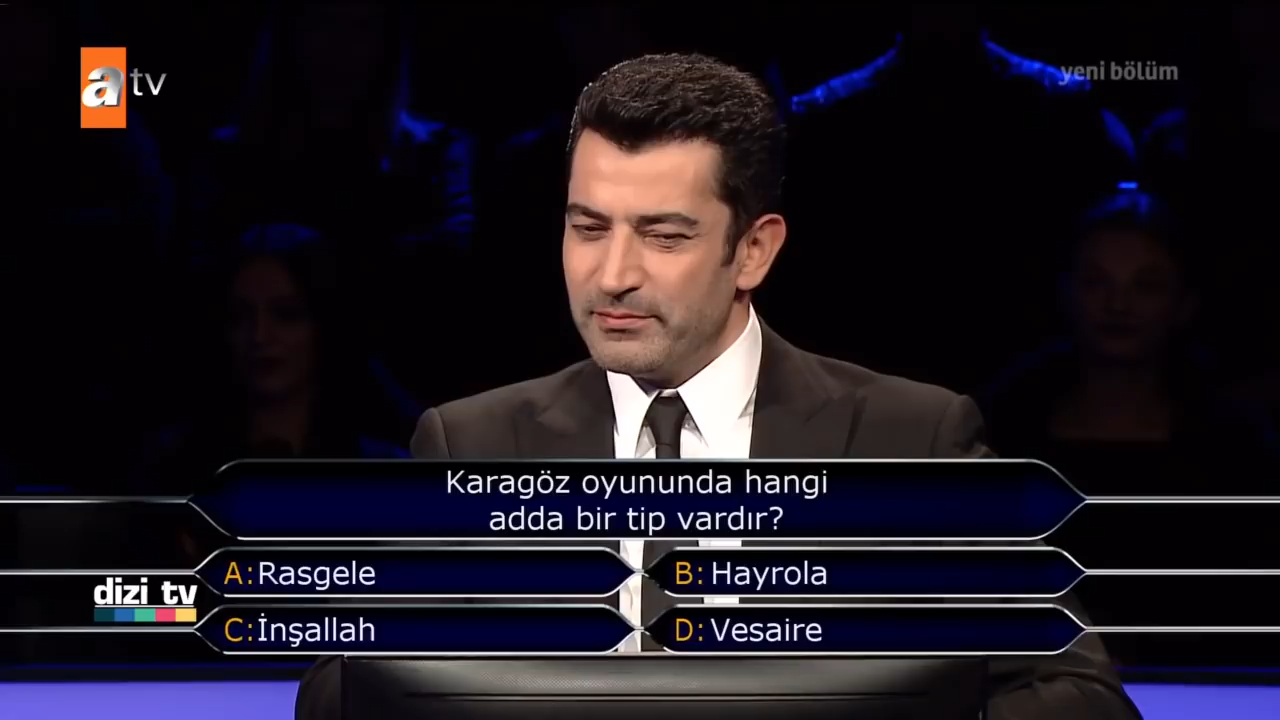 atv
yeni bölüm
Karagöz oyununda hangi
adda bir tip vardır?
A: Rasgele
B: Hayrola
C: İnşallah
D: Vesaire
dizi tv